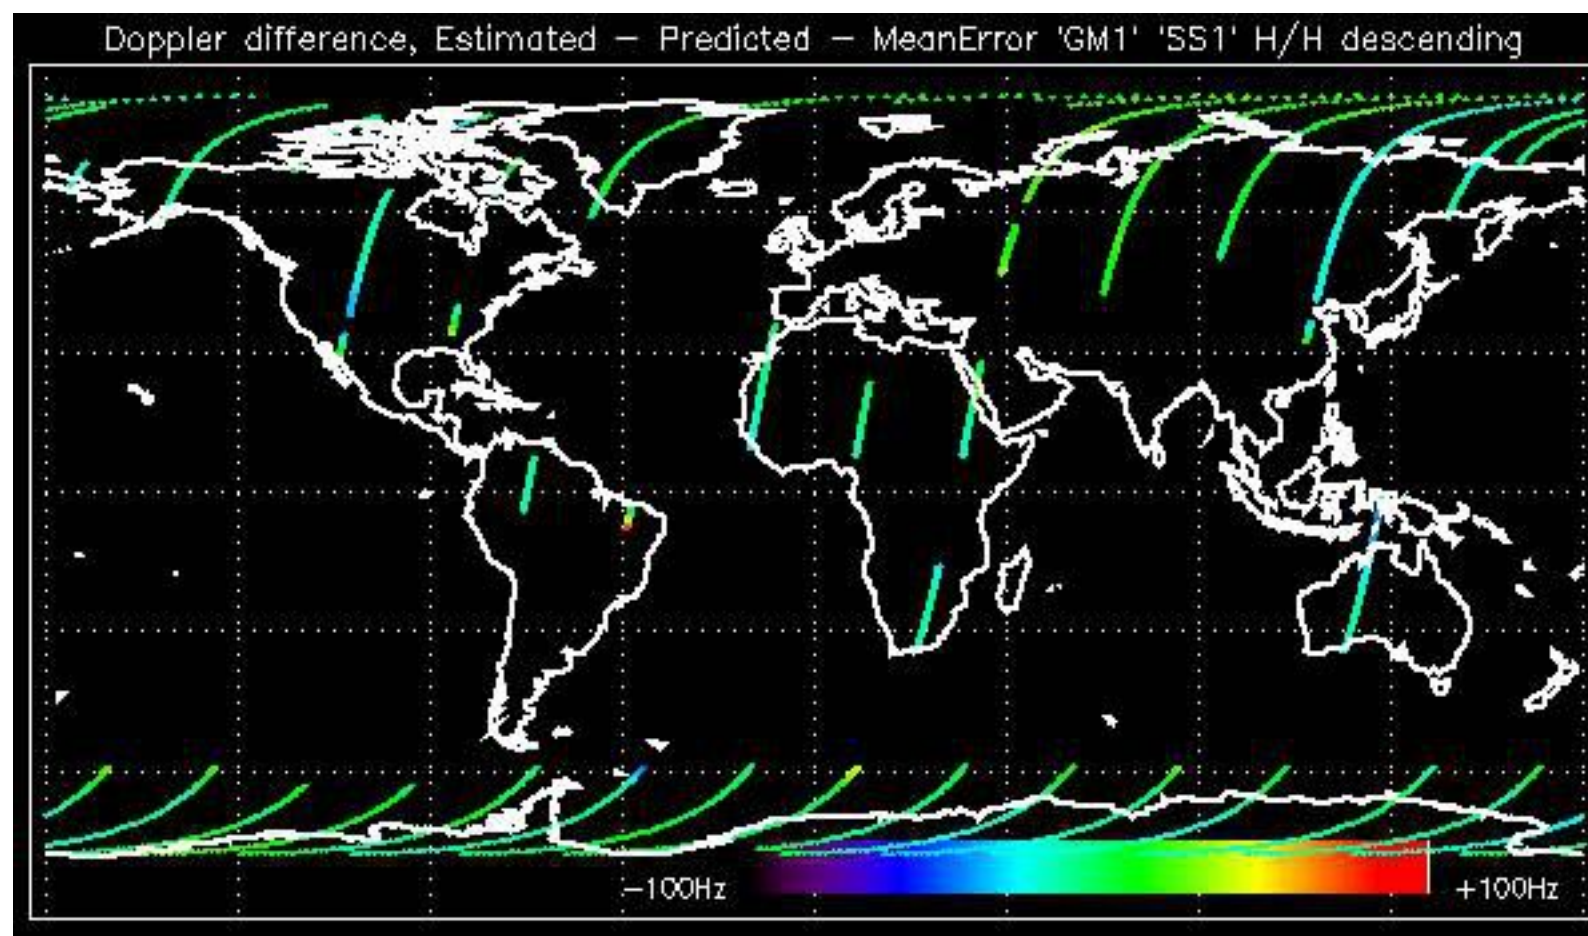 Doppler difference, Estimated - Predicted - MeanError 'GM1' 'SS1' H/H descending
-100Hz +100Hz